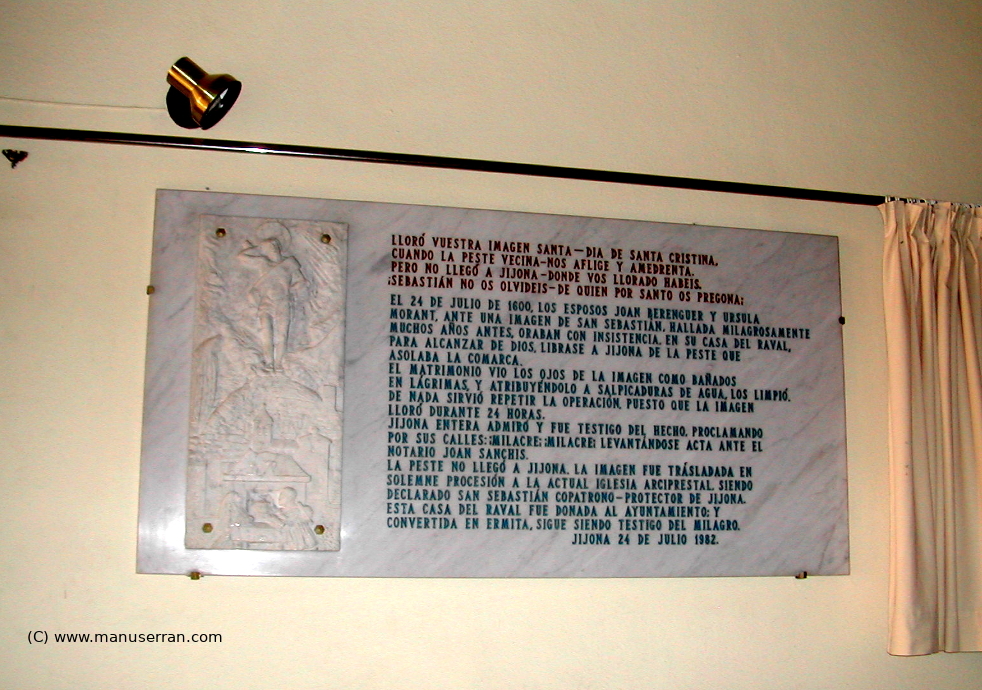 LLORÓ VUESTRA IMAGEN SANTA—DIA DE SANTA CRISTINA,
CUANDO LA PESTE VECINA-NOS AFLIGE Y AMEDRENTA.
PERO NO LLEGÓ A JIJONA-DONDE VOS LLORADO HABEIS.
¡SEBASTIÁN NO OS OLVIDEIS-DE QUIEN POR SANTO OS PREGONA¡
EL 24 DE JULIO DE 1600, LOS ESPOSOS JOAN BERENGUER Y URSULA
MORANT, ANTE UNA IMAGEN DE SAN SEBASTIÁN, HALLADA MILAGROSAMENTE
MUCHOS AÑOS ANTES, ORABAN CON INSISTENCIA, EN SU CASA DEL RAVAL,
PARA ALCANZAR DE DIOS, LIBRASE A JIJONA DE LA PESTE QUE
ASOLABA LA COMARCA.
EL MATRIMONIO VIO LOS OJOS DE LA IMAGEN COMO BAÑADOS
EN LÁGRIMAS, Y ATRIBUYÉNDOLO A SALPICADURAS DE AGUA, LOS LIMPIÓ.
DE NADA SIRVIÓ REPETIR LA OPERACIÓN, PUESTO QUE LA IMAGEN
LLORÓ DURANTE 24 HORAS.
JIJONA ENTERA ADMIRÓ Y FUE TESTIGO DEL HECHO, PROCLAMANDO
POR SUS CALLES: ¡MILACRE¡ ¡MILACRE¡ LEVANTÁNDOSE ACTA ANTE EL
NOTARIO JOAN SANCHIS.
LA PESTE NO LLEGÓ A JIJONA. LA IMAGEN FUE TRÁSLADADA EN
SOLEMNE PROCESIÓN A LA ACTUAL IGLESIA ARCIPRESTAL, SIENDO
DECLARADO SAN SEBASTIÁN COPATRONO-PROTECTOR DE JIJONA.
ESTA CASA DEL RAVAL FUE DONADA AL AYUNTAMIENTO; Y
CONVERTIDA EN ERMITA, SIGUE SIENDO TESTIGO DEL MILAGRO.
JIJONA 24 DE JULIO 1982.
(C) www.manuserran.com